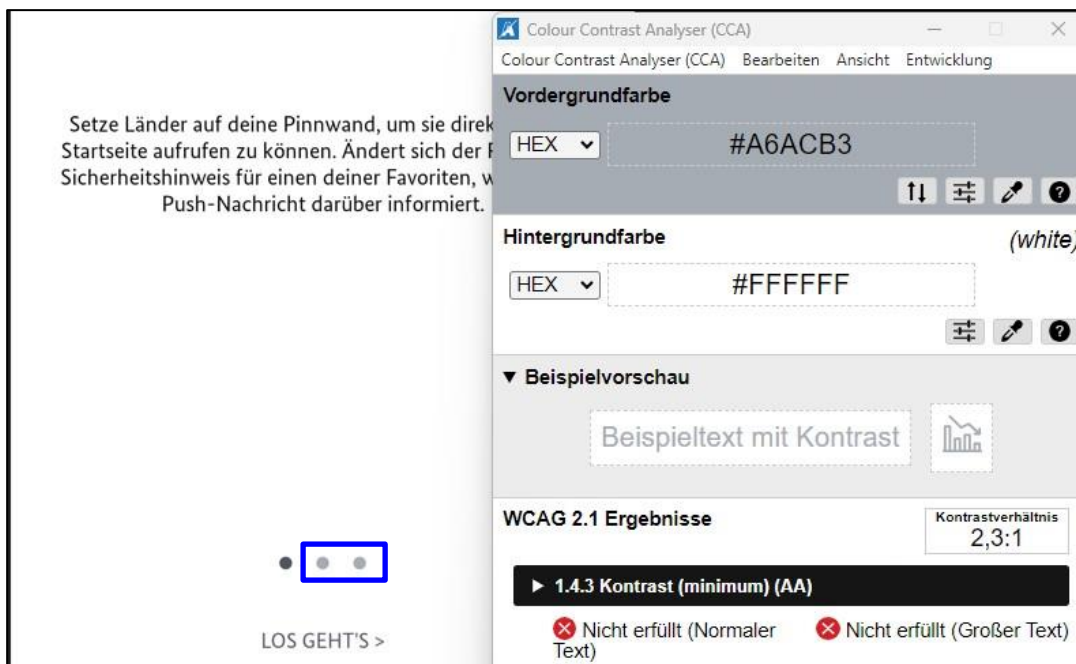 Setze Länder auf deine Pinnwand, um sie direk
Startseite aufrufen zu können. Ändert sich der
Sicherheitshinweis für einen deiner Favoriten, w
Push-Nachricht darüber informiert.
LOS GEHT'S >
Colour Contrast Analyser (CCA)
Colour Contrast Analyser (CCA) Bearbeiten Ansicht Entwicklung
Vordergrundfarbe
HEX #A6ACB3
Hintergrundfarbe (white)
HEX #FFFFFF
▼ Beispielvorschau
Beispieltext mit Kontrast
WCAG 2.1 Ergebnisse
Kontrastverhältnis
2,3:1
▶ 1.4.3 Kontrast (minimum) (AA)
Nicht erfüllt (Normaler
Text)
Nicht erfüllt (Großer Text)